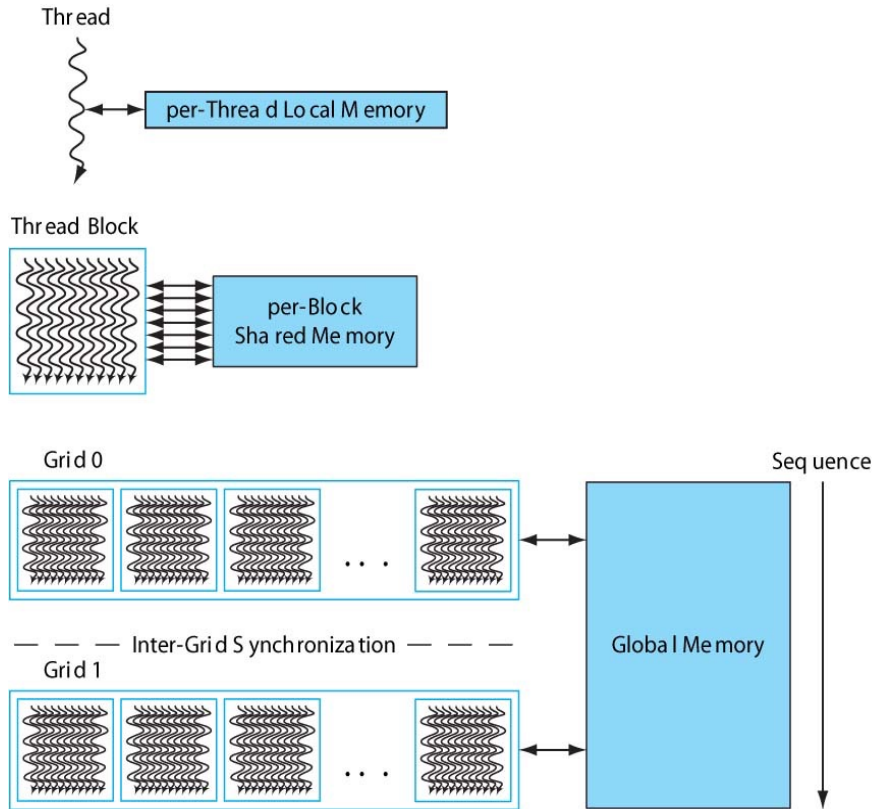 Thread
per-Thread Local Memory
Thread Block
per-Block
Shared Memory
Grid 0
Sequence
. . .
Inter-Grid Synchronization
Global Memory
Grid 1
. . .